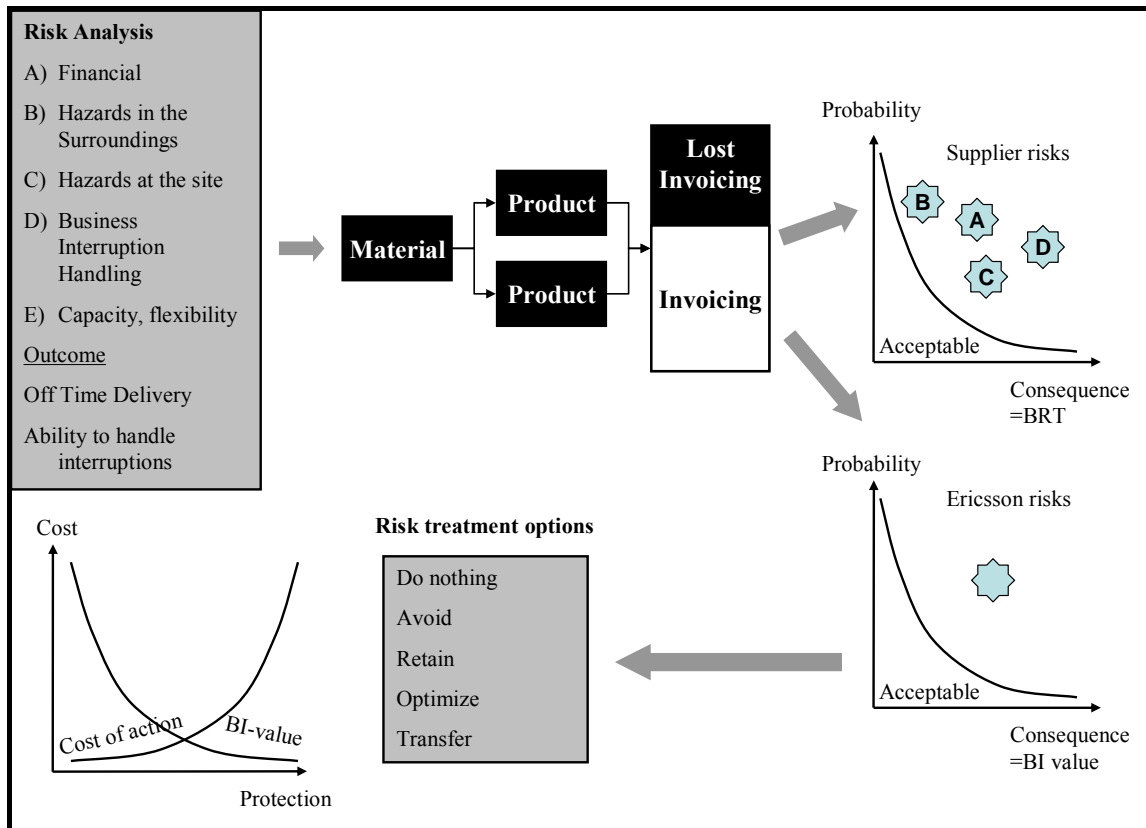 Risk Analysis
A) Financial
B) Hazards in the
Surroundings
C) Hazards at the site
D) Business
Interruption
Handling
E) Capacity, flexibility
Outcome
Off Time Delivery
Ability to handle
interruptions
Material
Product
Product
Lost
Invoicing
Invoicing
Probability
Supplier risks
B
A
D
C
Acceptable
Consequence
=BRT
Probability
Ericsson risks
Acceptable
Consequence
=BI value
Risk treatment options
Do nothing
Avoid
Retain
Optimize
Transfer
Cost
Cost of action
BI-value
Protection